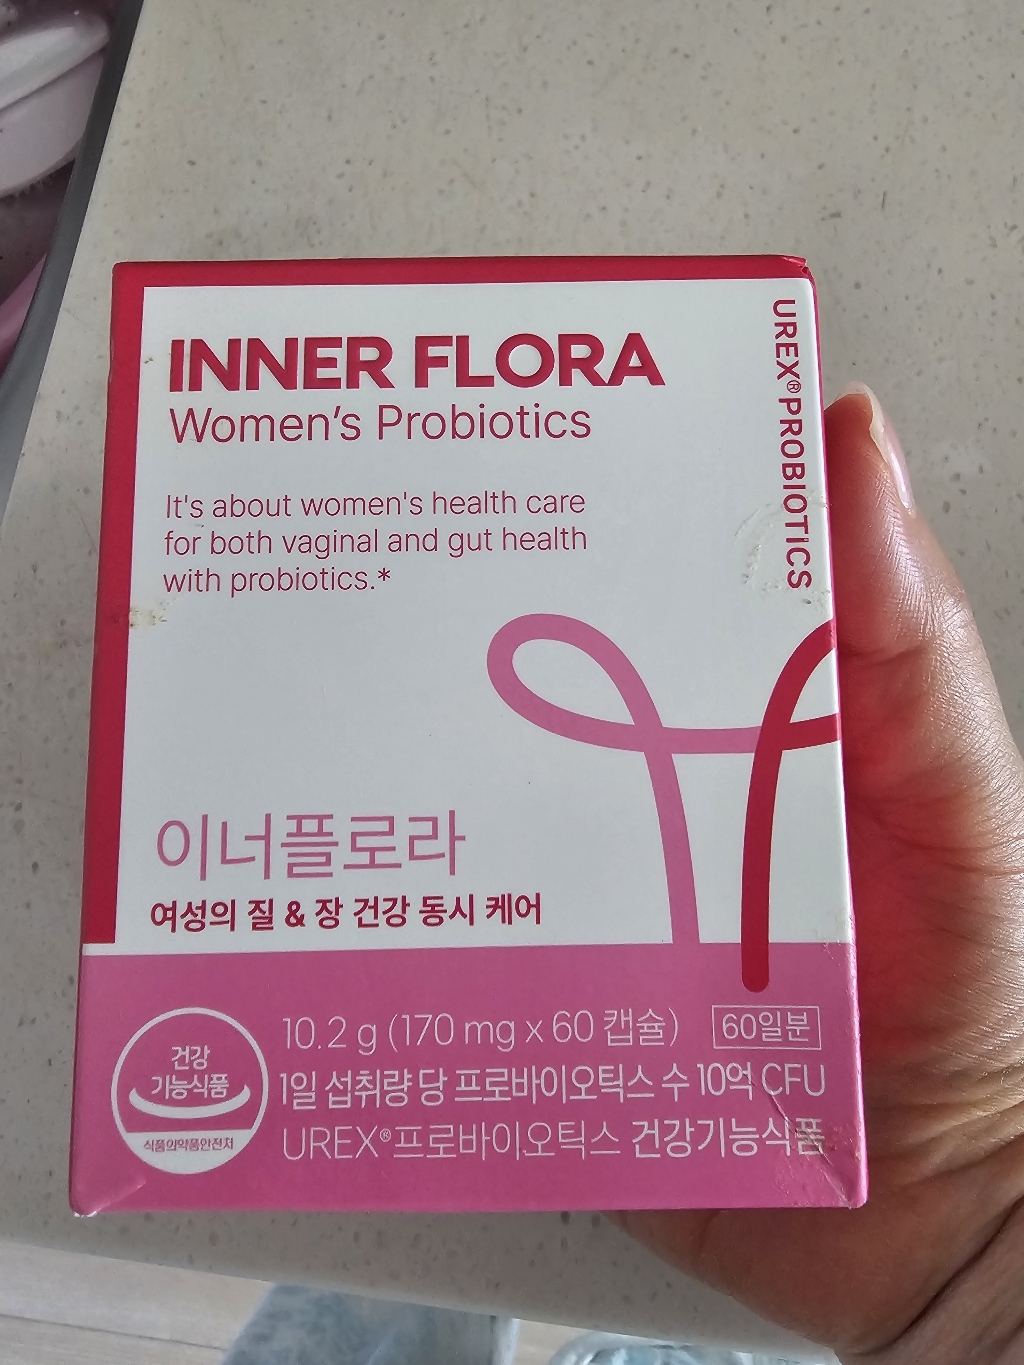 INNER FLORA
Women's Probiotics
It's about women's health care
for both vaginal and gut health
with probiotics.*
UREX® PROBIOTICS
이너플로라
여성의 질 & 장 건강 동시 케어
건강
기능식품
식품의약품안전처
10.2 g (170 mg x 60 캡슐) 60일분
1일 섭취량 당 프로바이오틱스 수 10억 CFU
UREX® 프로바이오틱스 건강기능식품